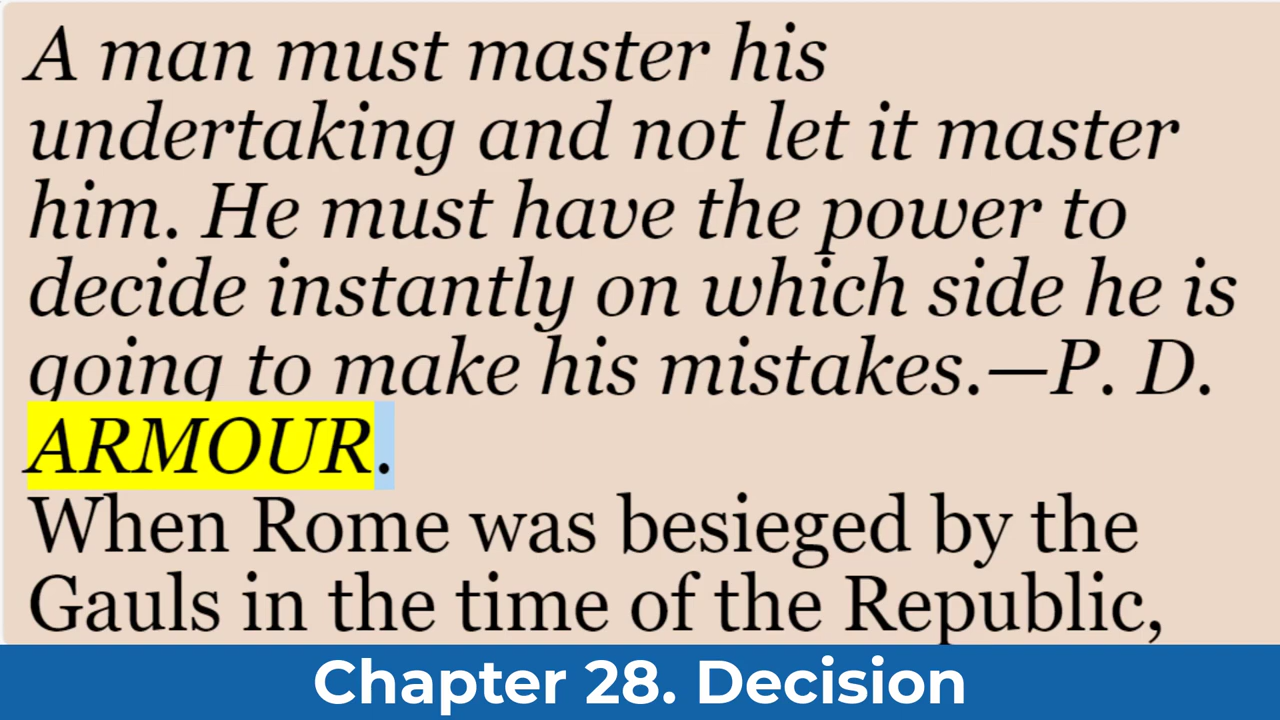 A man must master his
undertaking and not let it master
him. He must have the power to
decide instantly on which side he is
going to make his mistakes.—P. D.
ARMOUR.
When Rome was besieged by the
Gauls in the time of the Republic,
Chapter 28. Decision